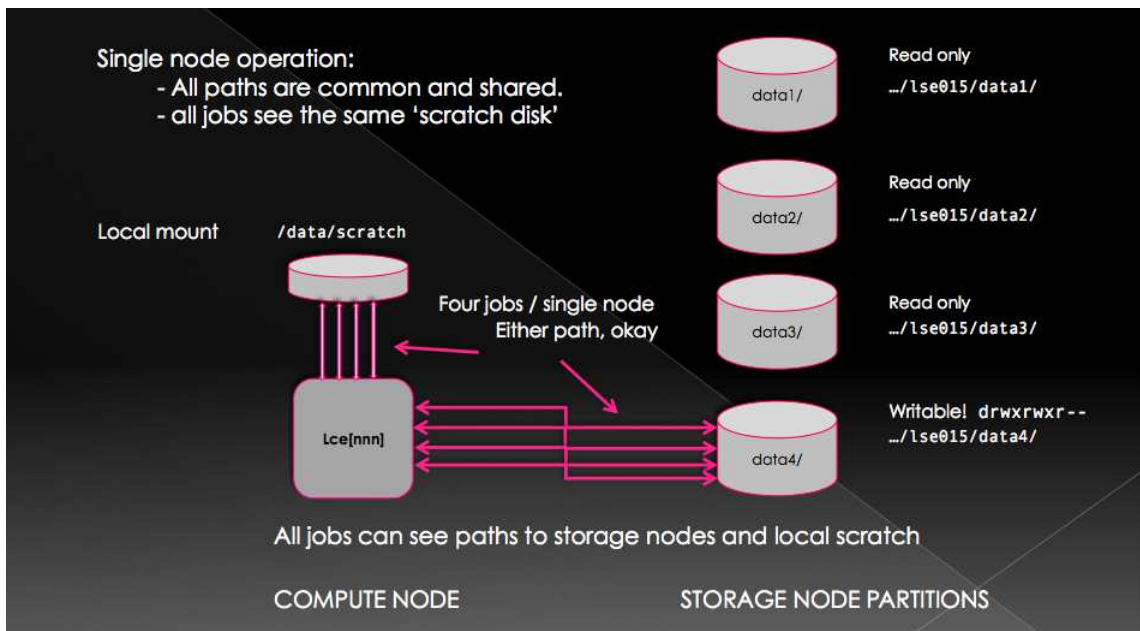 Single node operation:
- All paths are common and shared.
- all jobs see the same ‘scratch disk’
Local mount
/data/scratch
Four jobs / single node
Either path, okay
Lce[nnn]
data1/
Read only
…/lse015/data1/
data2/
Read only
…/lse015/data2/
data3/
Read only
…/lse015/data3/
data4/
Writable! drwxrwxr--
…/lse015/data4/
All jobs can see paths to storage nodes and local scratch
COMPUTE NODE
STORAGE NODE PARTITIONS